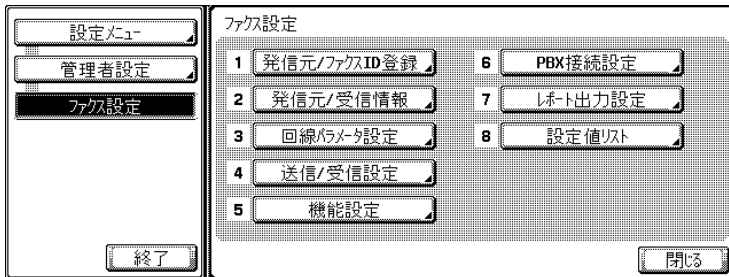 設定メニュー
管理者設定
ファクス設定
終了
ファクス設定
1 発信元/ファクスID登録
2 発信元/受信情報
3 回線パラメータ設定
4 送信/受信設定
5 機能設定
6 PBX接続設定
7 レポート出力設定
8 設定値リスト
閉じる